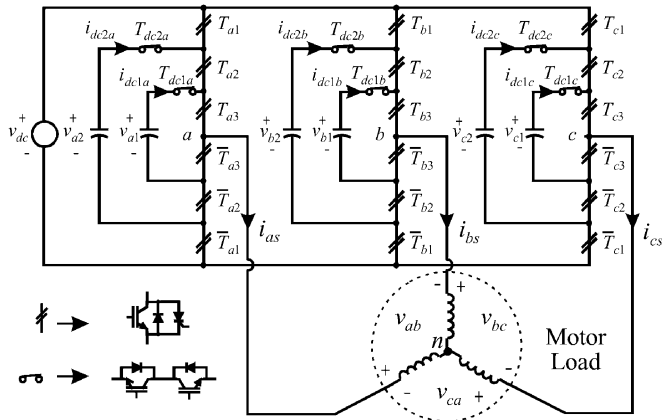 i_dc2a T_dc2a T_a1 i_dc2b T_dc2b T_b1 i_dc2c T_dc2c T_c1
i_dc1a T_dc1a T_a2 i_dc1b T_dc1b T_b2 i_dc1c T_dc1c T_c2
T_a3 T_b3 T_c3
+ + + + + + +
v_dc v_a2 v_a1 a v_b2 v_b1 b v_c2 v_c1 c
- - - - - - -
T̅_a3 T̅_b3 T̅_c3
T̅_a2 T̅_b2 T̅_c2
T̅_a1 T̅_b1 T̅_c1
i_as i_bs i_cs
- +
v_ab v_bc
n
Motor
Load
+ -
- v_ca +